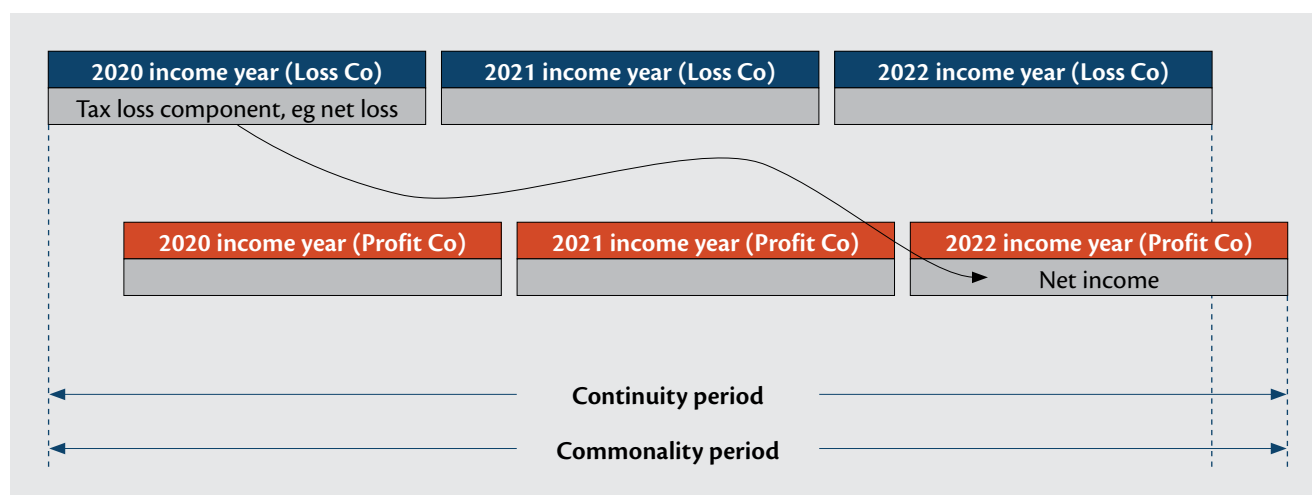 2020 income year (Loss Co)
2021 income year (Loss Co)
2022 income year (Loss Co)
Tax loss component, eg net loss
2020 income year (Profit Co)
2021 income year (Profit Co)
2022 income year (Profit Co)
Net income
Continuity period
Commonality period